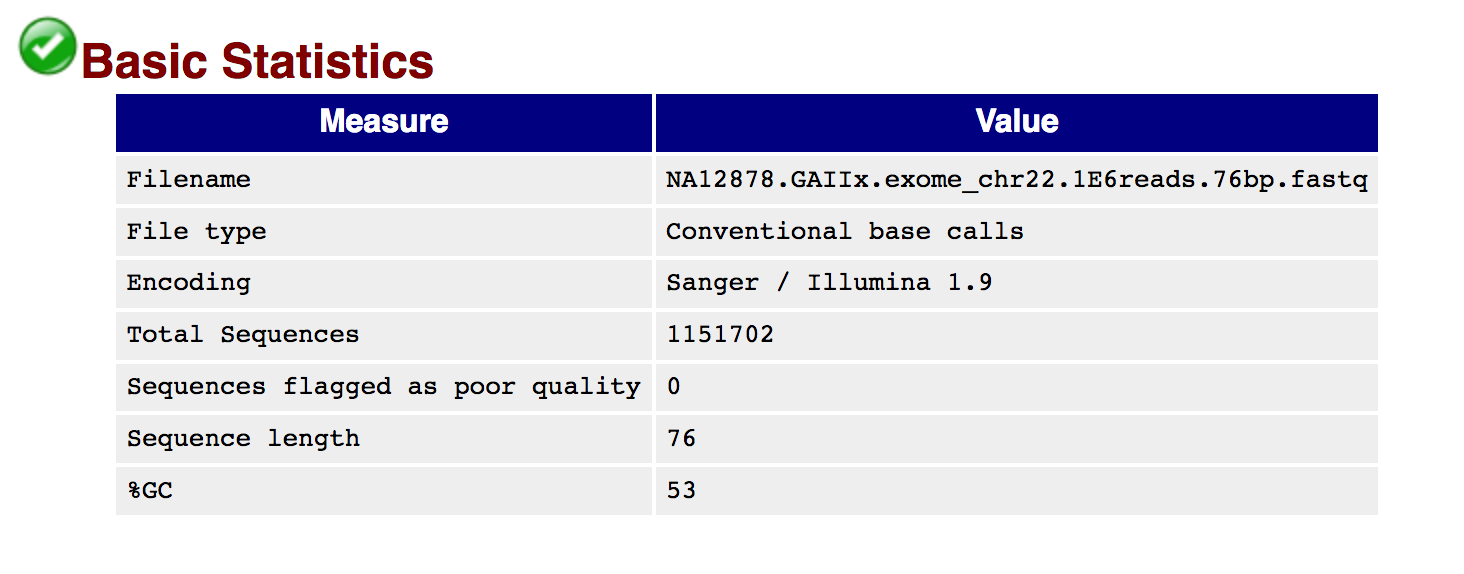 Basic Statistics
Measure Value
Filename NA12878.GAIIx.exome_chr22.1E6reads.76bp.fastq
File type Conventional base calls
Encoding Sanger / Illumina 1.9
Total Sequences 1151702
Sequences flagged as poor quality 0
Sequence length 76
%GC 53